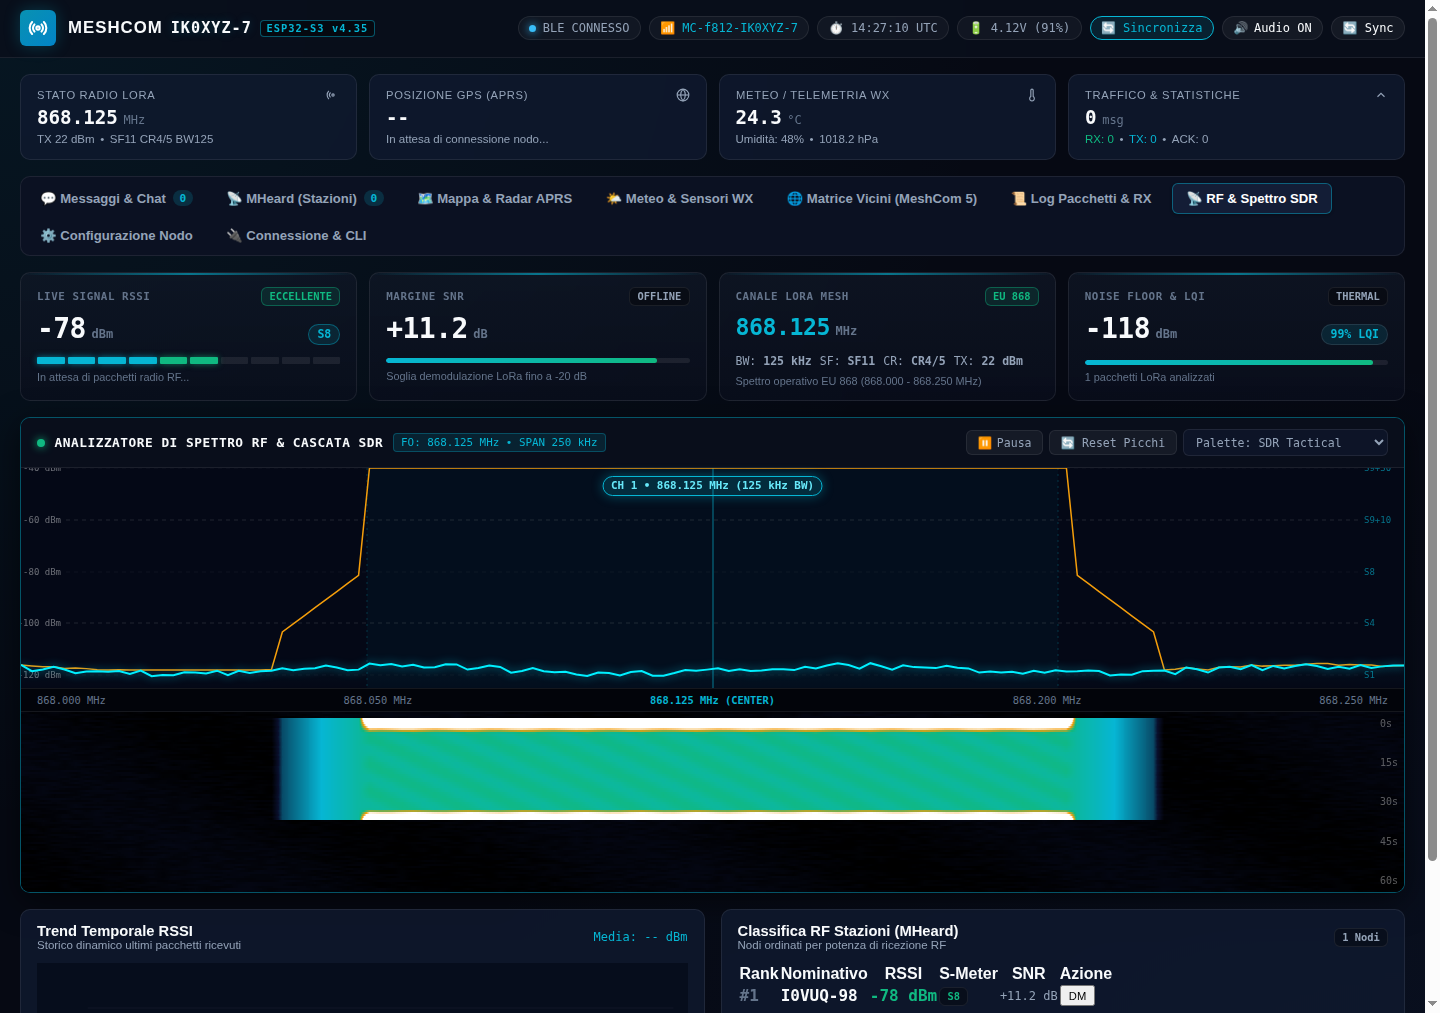 MESHCOM IK0XYZ-7 ESP32-S3 v4.35
BLE CONNESSO
MC-f812-IK0XYZ-7
14:27:10 UTC
4.12V (91%)
Sincronizza
Audio ON
Sync
STATO RADIO LORA
868.125 MHz
TX 22 dBm • SF11 CR4/5 BW125
POSIZIONE GPS (APRS)
--
In attesa di connessione nodo...
METEO / TELEMETRIA WX
24.3 °C
Umidità: 48% • 1018.2 hPa
TRAFFICO & STATISTICHE
0 msg
RX: 0 • TX: 0 • ACK: 0
Messaggi & Chat 0
MHeard (Stazioni) 0
Mappa & Radar APRS
Meteo & Sensori WX
Matrice Vicini (MeshCom 5)
Log Pacchetti & RX
RF & Spettro SDR
Configurazione Nodo
Connessione & CLI
LIVE SIGNAL RSSI ECCELLENTE
-78 dBm S8
In attesa di pacchetti radio RF...
MARGINE SNR OFFLINE
+11.2 dB
Soglia demodulazione LoRa fino a -20 dB
CANALE LORA MESH EU 868
868.125 MHz
BW: 125 kHz SF: SF11 CR: CR4/5 TX: 22 dBm
Spettro operativo EU 868 (868.000 - 868.250 MHz)
NOISE FLOOR & LQI THERMAL
-118 dBm 99% LQI
1 pacchetti LoRa analizzati
ANALIZZATORE DI SPETTRO RF & CASCATA SDR FO: 868.125 MHz • SPAN 250 kHz
Pausa
Reset Picchi
Palette: SDR Tactical
-40 dBm S9+30
CH 1 • 868.125 MHz (125 kHz BW)
-60 dBm S9+10
-80 dBm S8
100 dBm S4
120 dBm S1
868.000 MHz 868.050 MHz 868.125 MHz (CENTER) 868.200 MHz 868.250 MHz
0s
15s
30s
45s
60s
Trend Temporale RSSI
Storico dinamico ultimi pacchetti ricevuti
Media: -- dBm
Classifica RF Stazioni (MHeard)
Nodi ordinati per potenza di ricezione RF
1 Nodi
Rank Nominativo RSSI S-Meter SNR Azione
#1 I0VUQ-98 -78 dBm S8 +11.2 dB DM